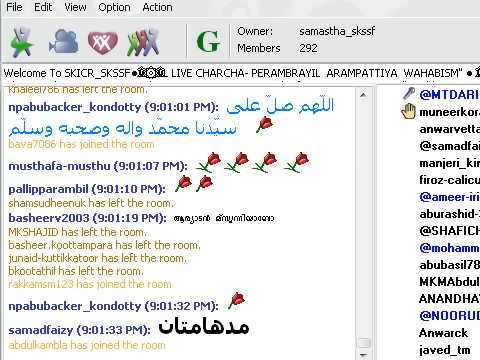 File Edit View Option Action
G
Owner: samastha_skssf
Members 292
Welcome To SKICR_SKSSF LIVE CHARCHA- PERAMBRAYIL ARAMPATTIYA WAHABISM"
khaleel786 has left the room.
npabubacker_kondotty (9:01:01 PM): اللّهم صلّ على
سيّدنا محمّد واله وصحبه وسلّم
bava7086 has joined the room
musthafa-musthu (9:01:07 PM):
pallipparambil (9:01:10 PM):
shamsudheenuk has left the room.
basheerv2003 (9:01:19 PM):
MKSHAJID has left the room.
basheer.koottampara has left the room.
junaid-kuttikkatoor has left the room.
bkootathil has left the room.
rakkamsm123 has joined the room
npabubacker_kondotty (9:01:32 PM):
samadfaizy (9:01:33 PM): مدهامتان
abdulkambla has joined the room
@MTDARI
muneerkora
anwarvetta
@samadfai
manjeri_kir
firoz-calicu
@ameer-iri
aburashid-
@SHAFICH
@mohamm
abubasil78
MKMAbdul
ANANDHA
@NOORUD
Anwarck
javed_tm